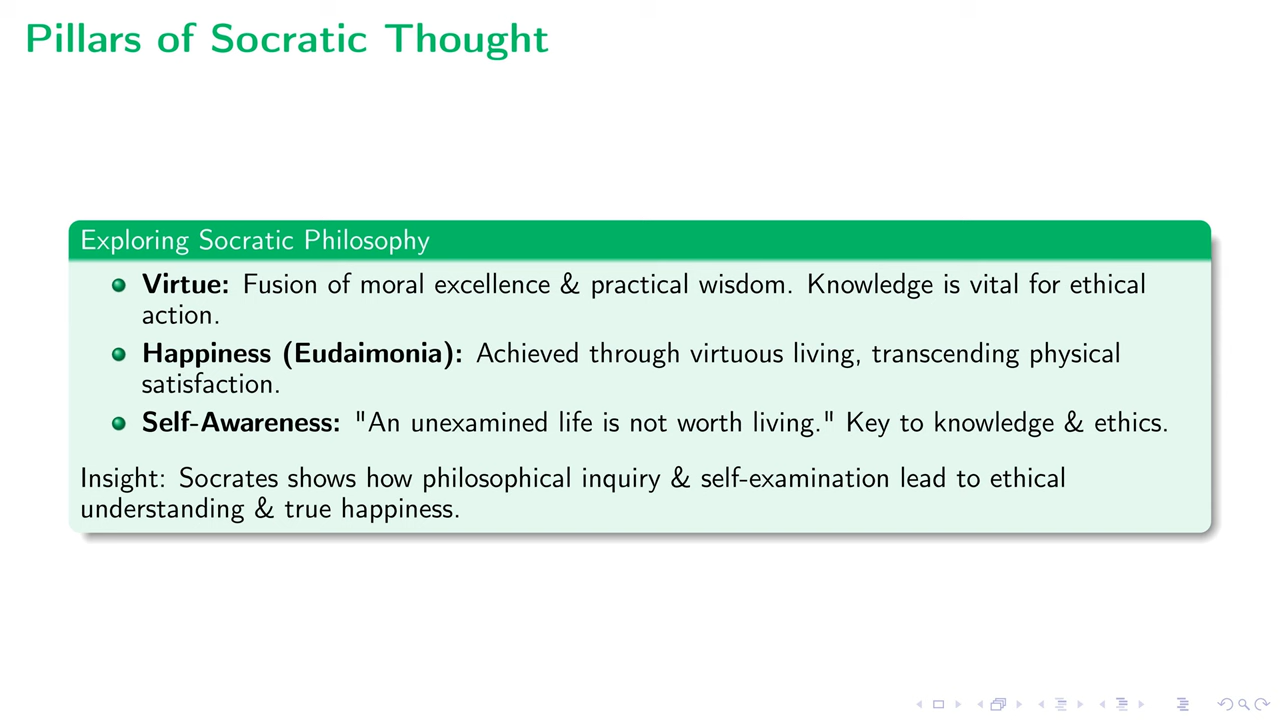 Pillars of Socratic Thought
Exploring Socratic Philosophy
Virtue: Fusion of moral excellence & practical wisdom. Knowledge is vital for ethical
action.
Happiness (Eudaimonia): Achieved through virtuous living, transcending physical
satisfaction.
Self-Awareness: "An unexamined life is not worth living." Key to knowledge & ethics.
Insight: Socrates shows how philosophical inquiry & self-examination lead to ethical
understanding & true happiness.